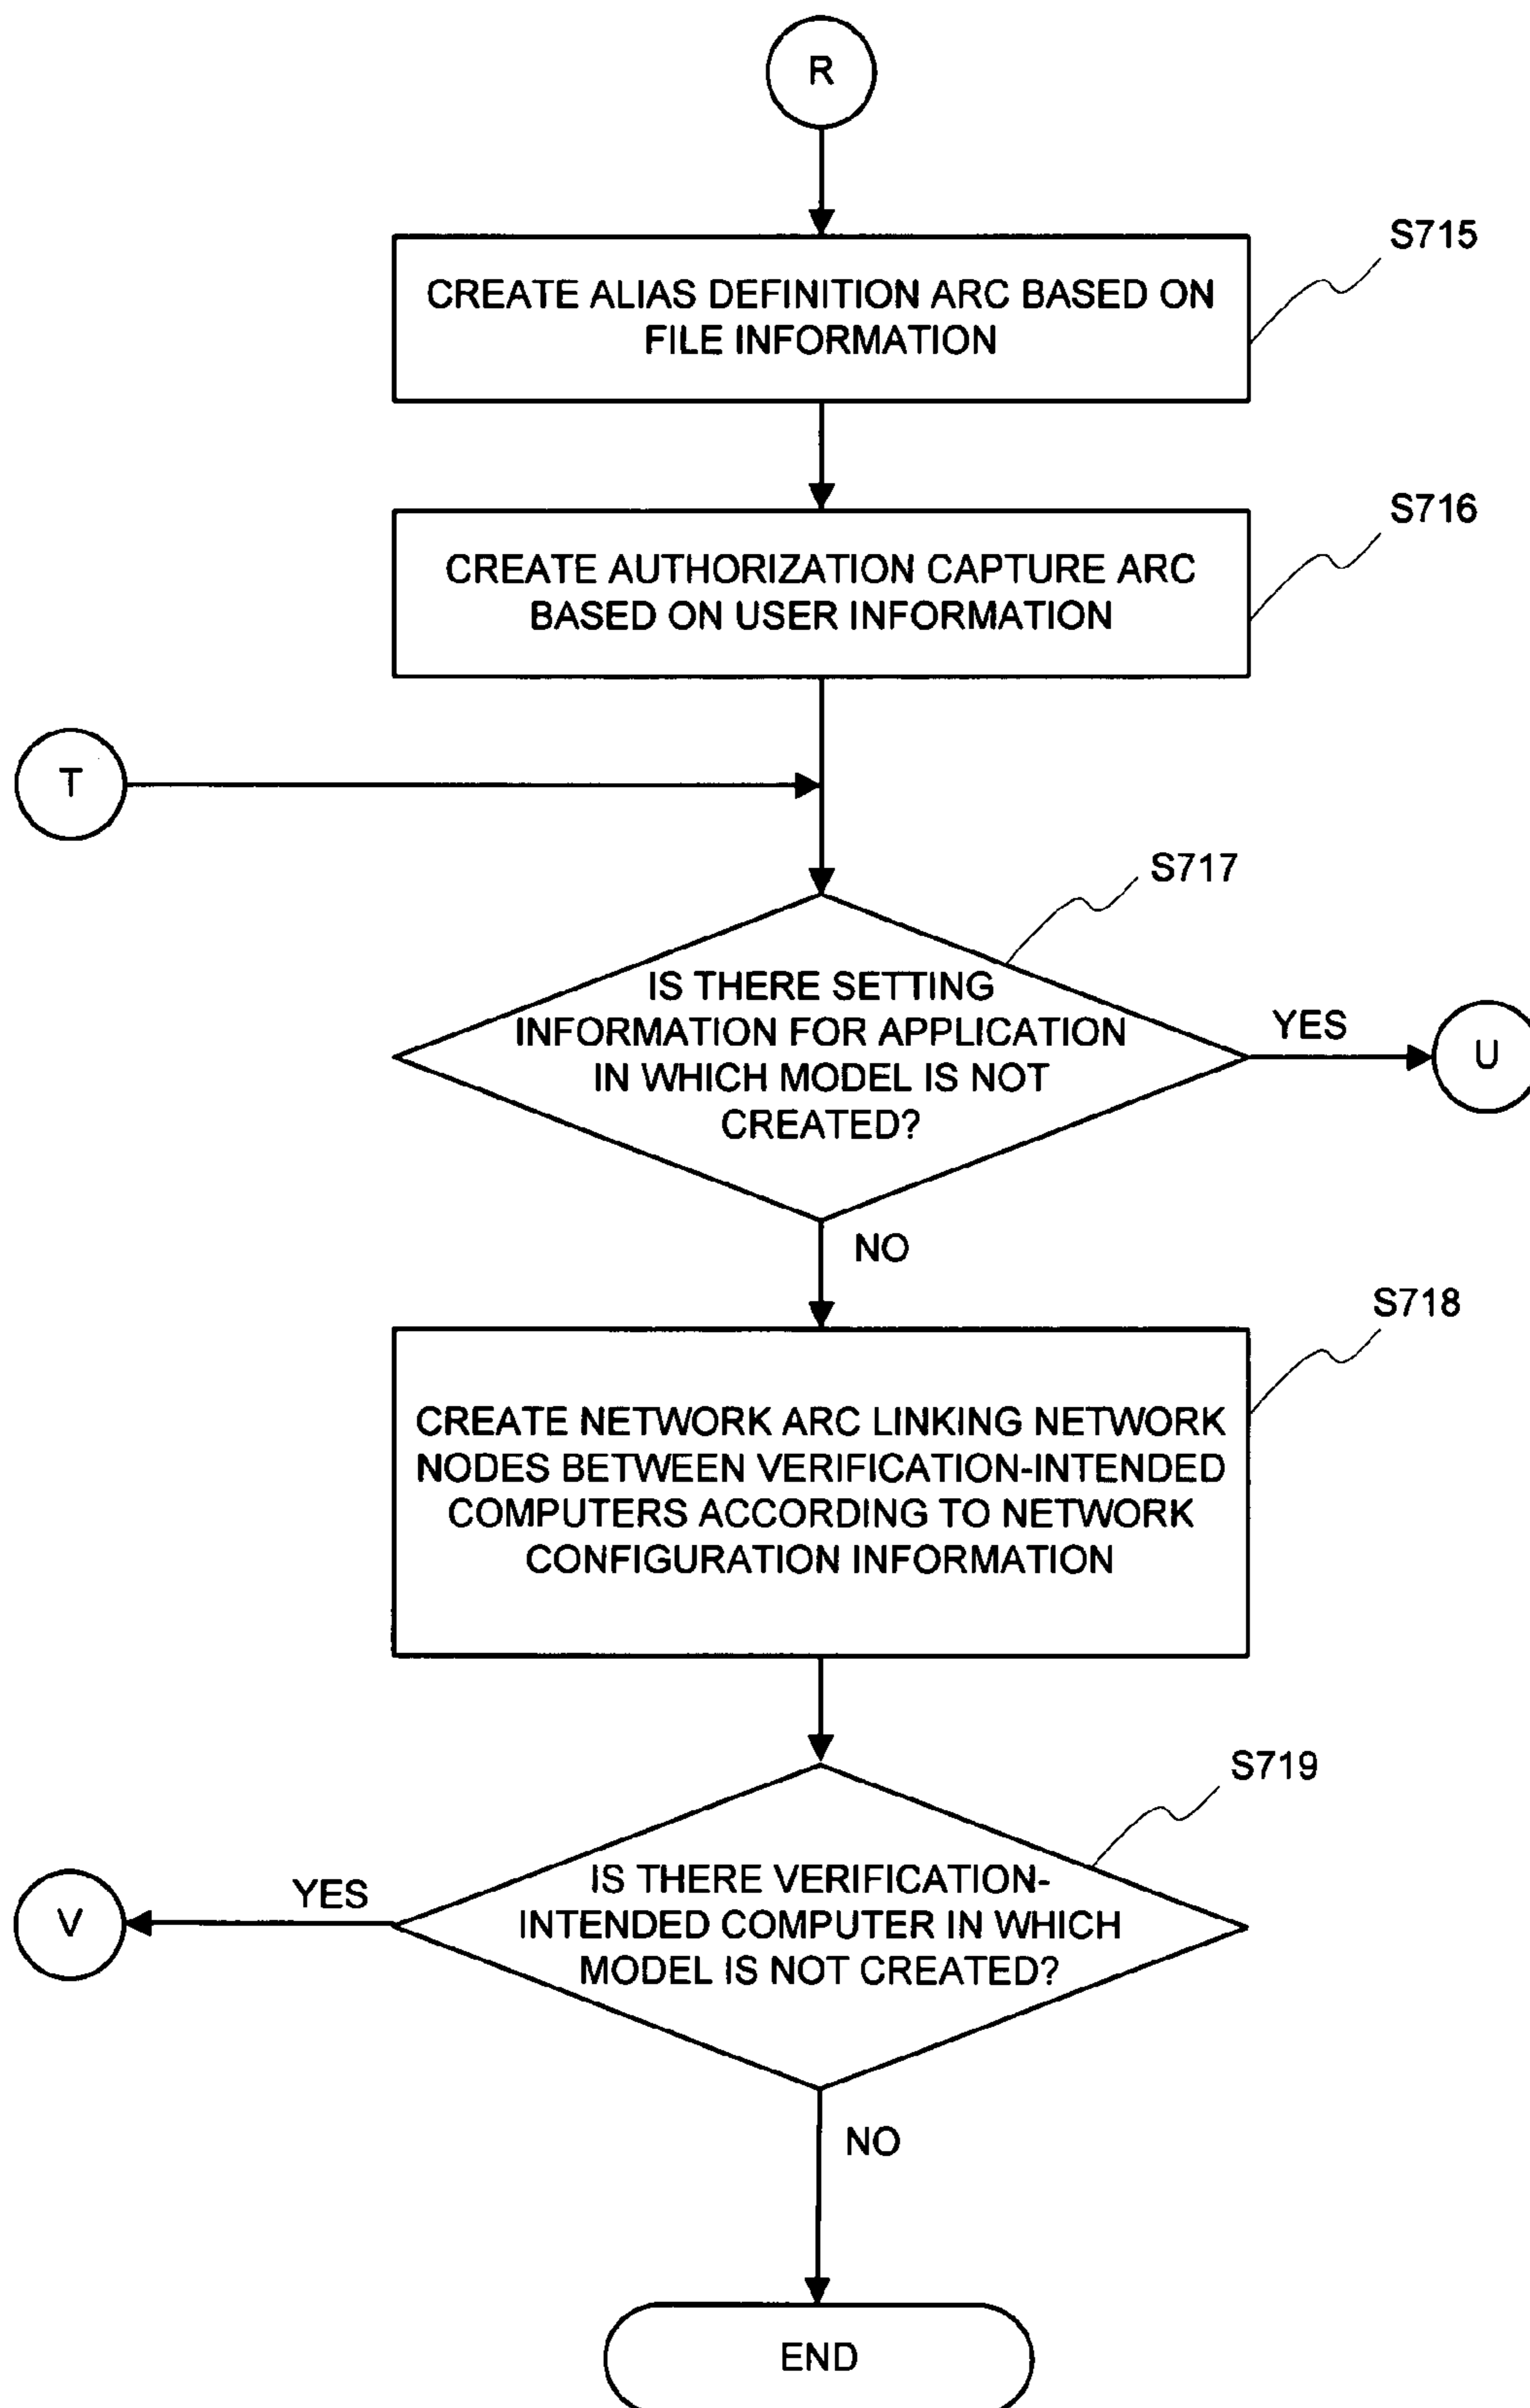 R
S715
CREATE ALIAS DEFINITION ARC BASED ON
FILE INFORMATION
S716
CREATE AUTHORIZATION CAPTURE ARC
BASED ON USER INFORMATION
T
S717
IS THERE SETTING
INFORMATION FOR APPLICATION
IN WHICH MODEL IS NOT
CREATED?
YES
U
NO
S718
CREATE NETWORK ARC LINKING NETWORK
NODES BETWEEN VERIFICATION-INTENDED
COMPUTERS ACCORDING TO NETWORK
CONFIGURATION INFORMATION
S719
IS THERE VERIFICATION-
INTENDED COMPUTER IN WHICH
MODEL IS NOT CREATED?
YES
V
NO
END